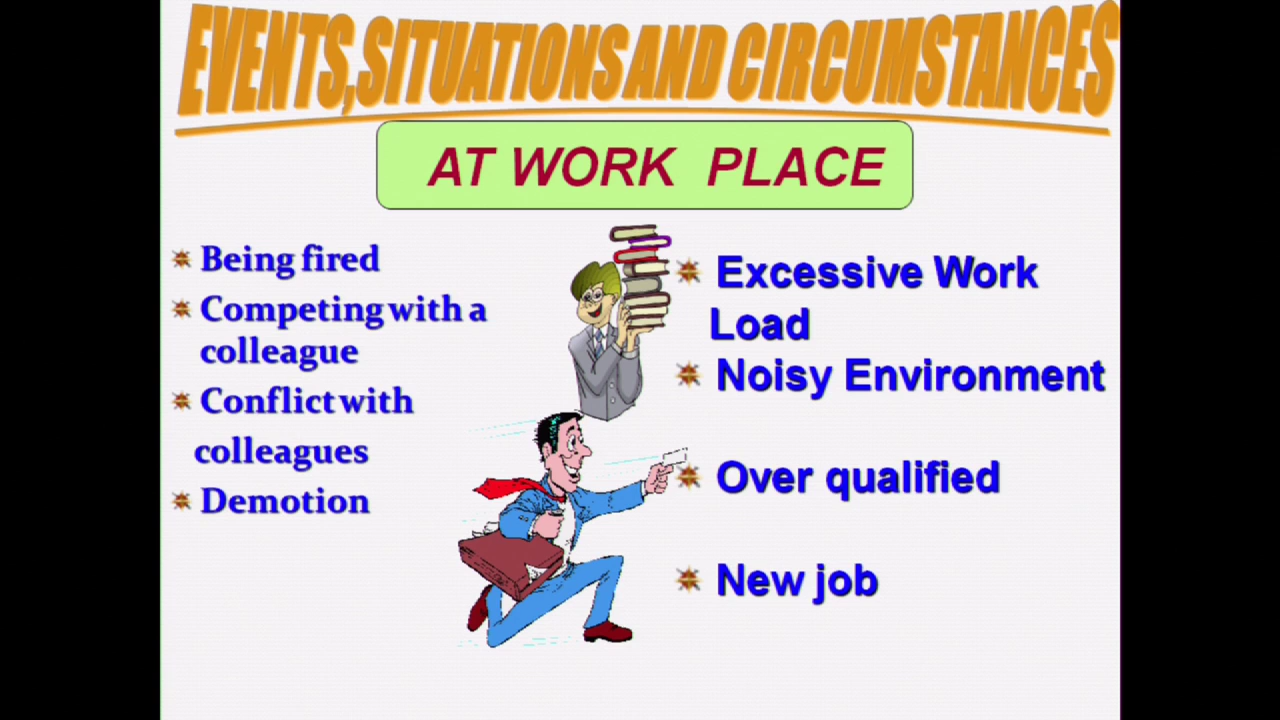 EVENTS,SITUATIONS AND CIRCUMSTANCES
AT WORK PLACE
Being fired
Competing with a
colleague
Conflict with
colleagues
Demotion
Excessive Work
Load
Noisy Environment
Over qualified
New job